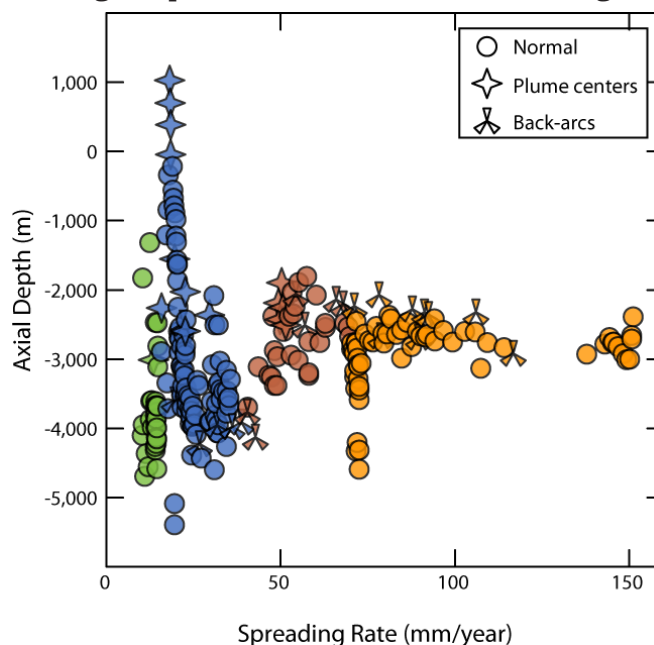 Normal
Plume centers
Back-arcs
1,000
0
-1,000
-2,000
-3,000
-4,000
-5,000
Axial Depth (m)
0
50
100
150
Spreading Rate (mm/year)